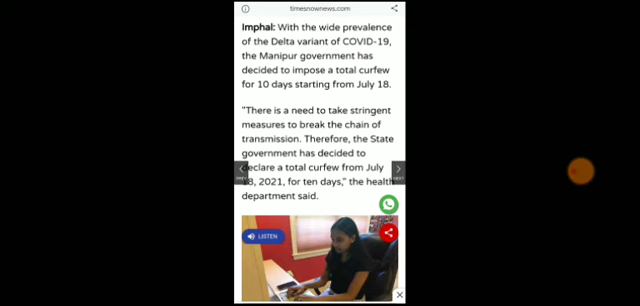 timesnownews.com
Imphal: With the wide prevalence
of the Delta variant of COVID-19,
the Manipur government has
decided to impose a total curfew
for 10 days starting from July 18.
"There is a need to take stringent
measures to break the chain of
transmission. Therefore, the State
government has decided to
declare a total curfew from July
18, 2021, for ten days," the health
department said.
LISTEN